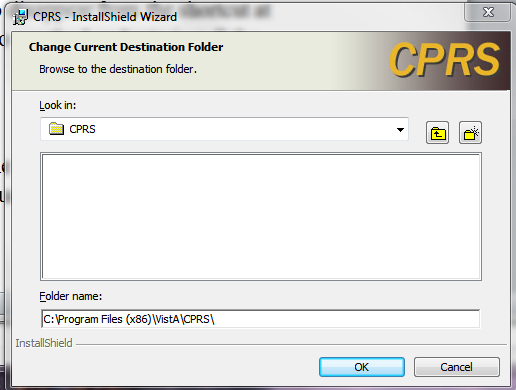 CPRS - InstallShield Wizard
Change Current Destination Folder
Browse to the destination folder.
CPRS
Look in:
CPRS
Folder name:
C:\Program Files (x86)\VistA\CPRS\
InstallShield
OK
Cancel